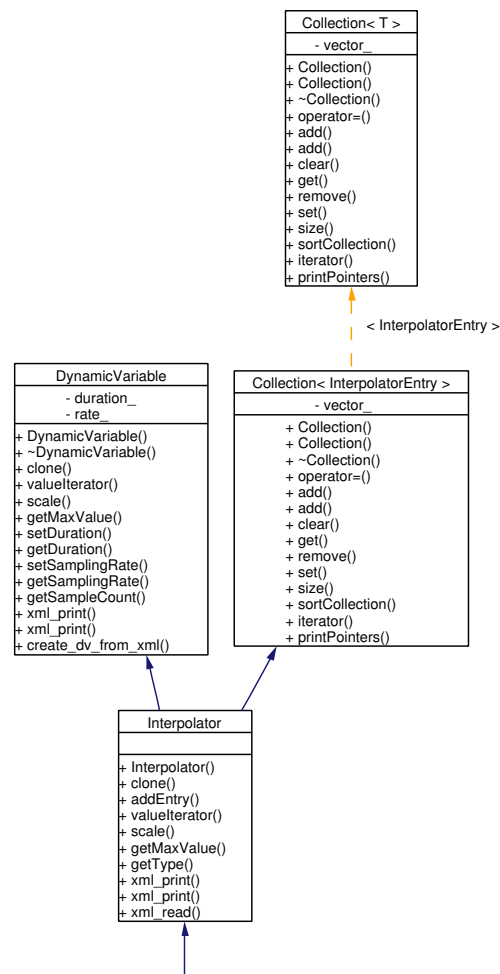 Collection< T >
- vector_
+ Collection()
+ Collection()
+ ~Collection()
+ operator=()
+ add()
+ add()
+ clear()
+ get()
+ remove()
+ set()
+ size()
+ sortCollection()
+ iterator()
+ printPointers()
< InterpolatorEntry >
DynamicVariable
- duration_
- rate_
+ DynamicVariable()
+ ~DynamicVariable()
+ clone()
+ valueIterator()
+ scale()
+ getMaxValue()
+ setDuration()
+ getDuration()
+ setSamplingRate()
+ getSamplingRate()
+ getSampleCount()
+ xml_print()
+ xml_print()
+ create_dv_from_xml()
Collection< InterpolatorEntry >
- vector_
+ Collection()
+ Collection()
+ ~Collection()
+ operator=()
+ add()
+ add()
+ clear()
+ get()
+ remove()
+ set()
+ size()
+ sortCollection()
+ iterator()
+ printPointers()
Interpolator
+ Interpolator()
+ clone()
+ addEntry()
+ valueIterator()
+ scale()
+ getMaxValue()
+ getType()
+ xml_print()
+ xml_print()
+ xml_read()